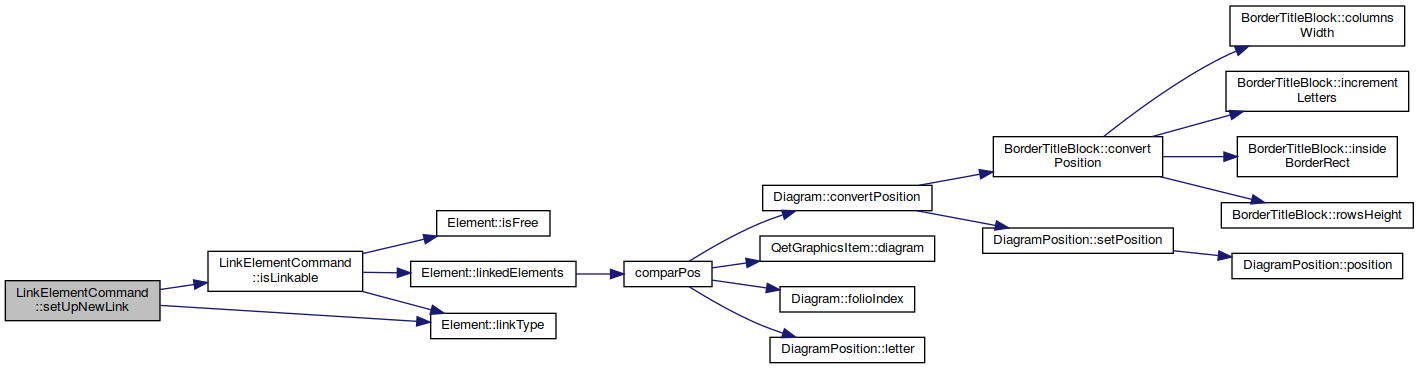 LinkElementCommand
::setUpNewLink
LinkElementCommand
::isLinkable
Element::isFree
Element::linkedElements
Element::linkType
comparPos
Diagram::convertPosition
QetGraphicsItem::diagram
Diagram::folioIndex
DiagramPosition::letter
BorderTitleBlock::convert
Position
DiagramPosition::setPosition
BorderTitleBlock::columns
Width
BorderTitleBlock::increment
Letters
BorderTitleBlock::inside
BorderRect
BorderTitleBlock::rowsHeight
DiagramPosition::position